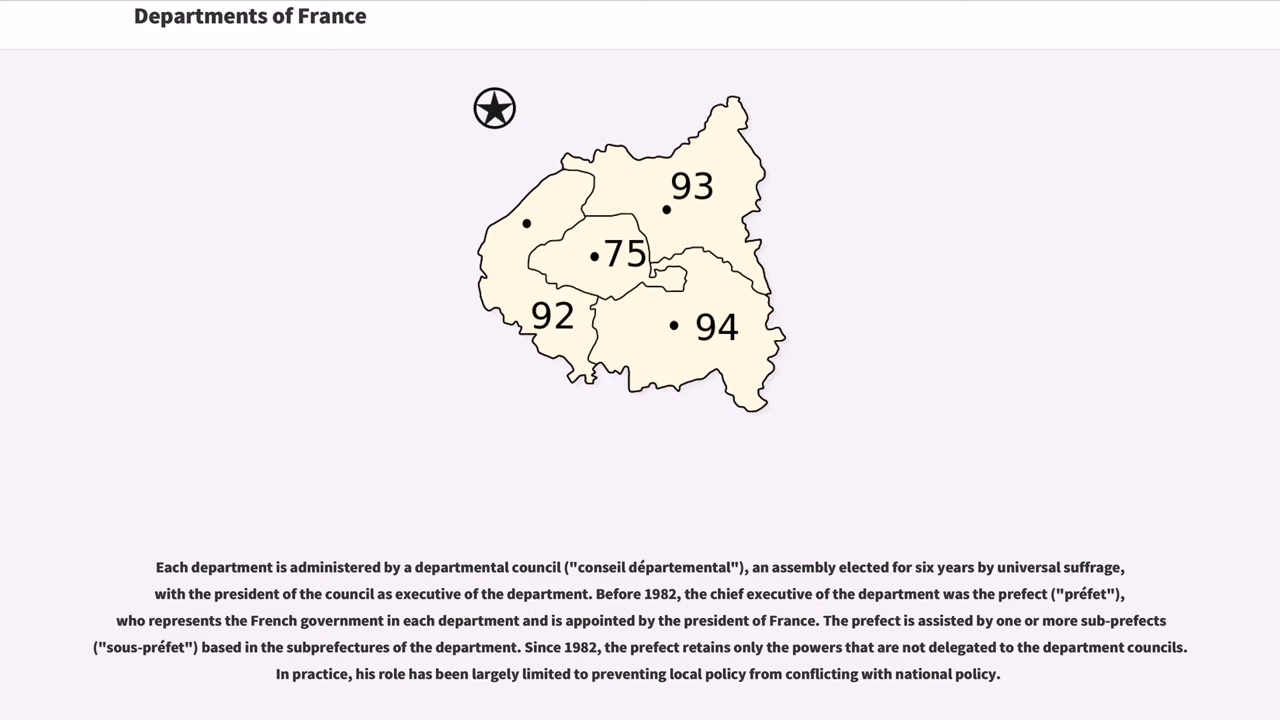 Departments of France
93
75
92
94
Each department is administered by a departmental council ("conseil départemental"), an assembly elected for six years by universal suffrage,
with the president of the council as executive of the department. Before 1982, the chief executive of the department was the prefect ("préfet"),
who represents the French government in each department and is appointed by the president of France. The prefect is assisted by one or more sub-prefects
("sous-préfet") based in the subprefectures of the department. Since 1982, the prefect retains only the powers that are not delegated to the department councils.
In practice, his role has been largely limited to preventing local policy from conflicting with national policy.